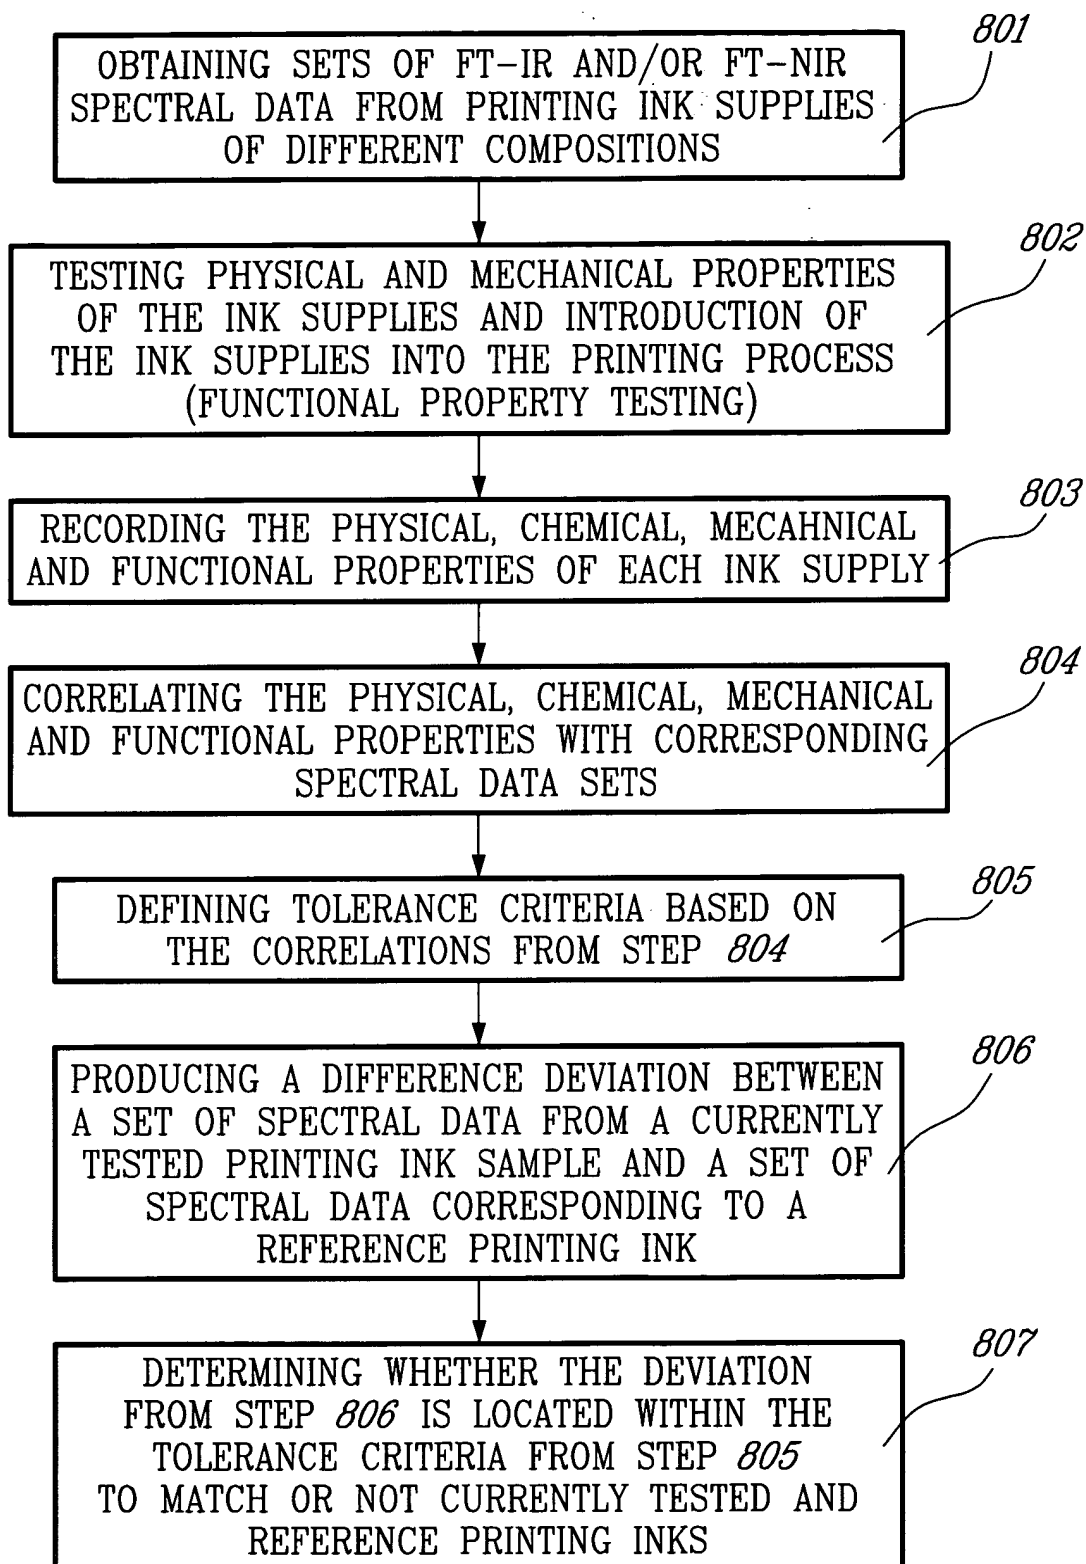 801
OBTAINING SETS OF FT-IR AND/OR FT-NIR
SPECTRAL DATA FROM PRINTING INK SUPPLIES
OF DIFFERENT COMPOSITIONS
802
TESTING PHYSICAL AND MECHANICAL PROPERTIES
OF THE INK SUPPLIES AND INTRODUCTION OF
THE INK SUPPLIES INTO THE PRINTING PROCESS
(FUNCTIONAL PROPERTY TESTING)
803
RECORDING THE PHYSICAL, CHEMICAL, MECAHNICAL
AND FUNCTIONAL PROPERTIES OF EACH INK SUPPLY
804
CORRELATING THE PHYSICAL, CHEMICAL, MECHANICAL
AND FUNCTIONAL PROPERTIES WITH CORRESPONDING
SPECTRAL DATA SETS
805
DEFINING TOLERANCE CRITERIA BASED ON
THE CORRELATIONS FROM STEP 804
806
PRODUCING A DIFFERENCE DEVIATION BETWEEN
A SET OF SPECTRAL DATA FROM A CURRENTLY
TESTED PRINTING INK SAMPLE AND A SET OF
SPECTRAL DATA CORRESPONDING TO A
REFERENCE PRINTING INK
807
DETERMINING WHETHER THE DEVIATION
FROM STEP 806 IS LOCATED WITHIN THE
TOLERANCE CRITERIA FROM STEP 805
TO MATCH OR NOT CURRENTLY TESTED AND
REFERENCE PRINTING INKS